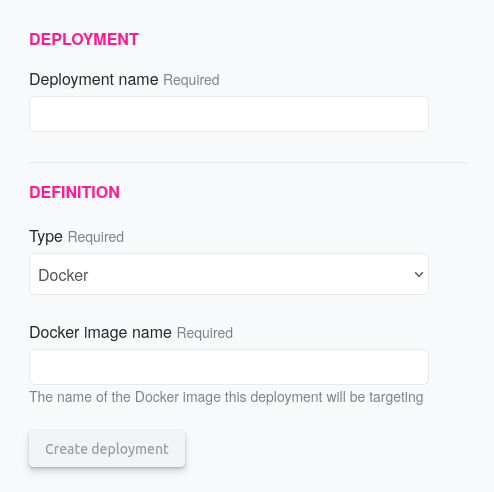 DEPLOYMENT
Deployment name Required
DEFINITION
Type Required
Docker
Docker image name Required
The name of the Docker image this deployment will be targeting
Create deployment